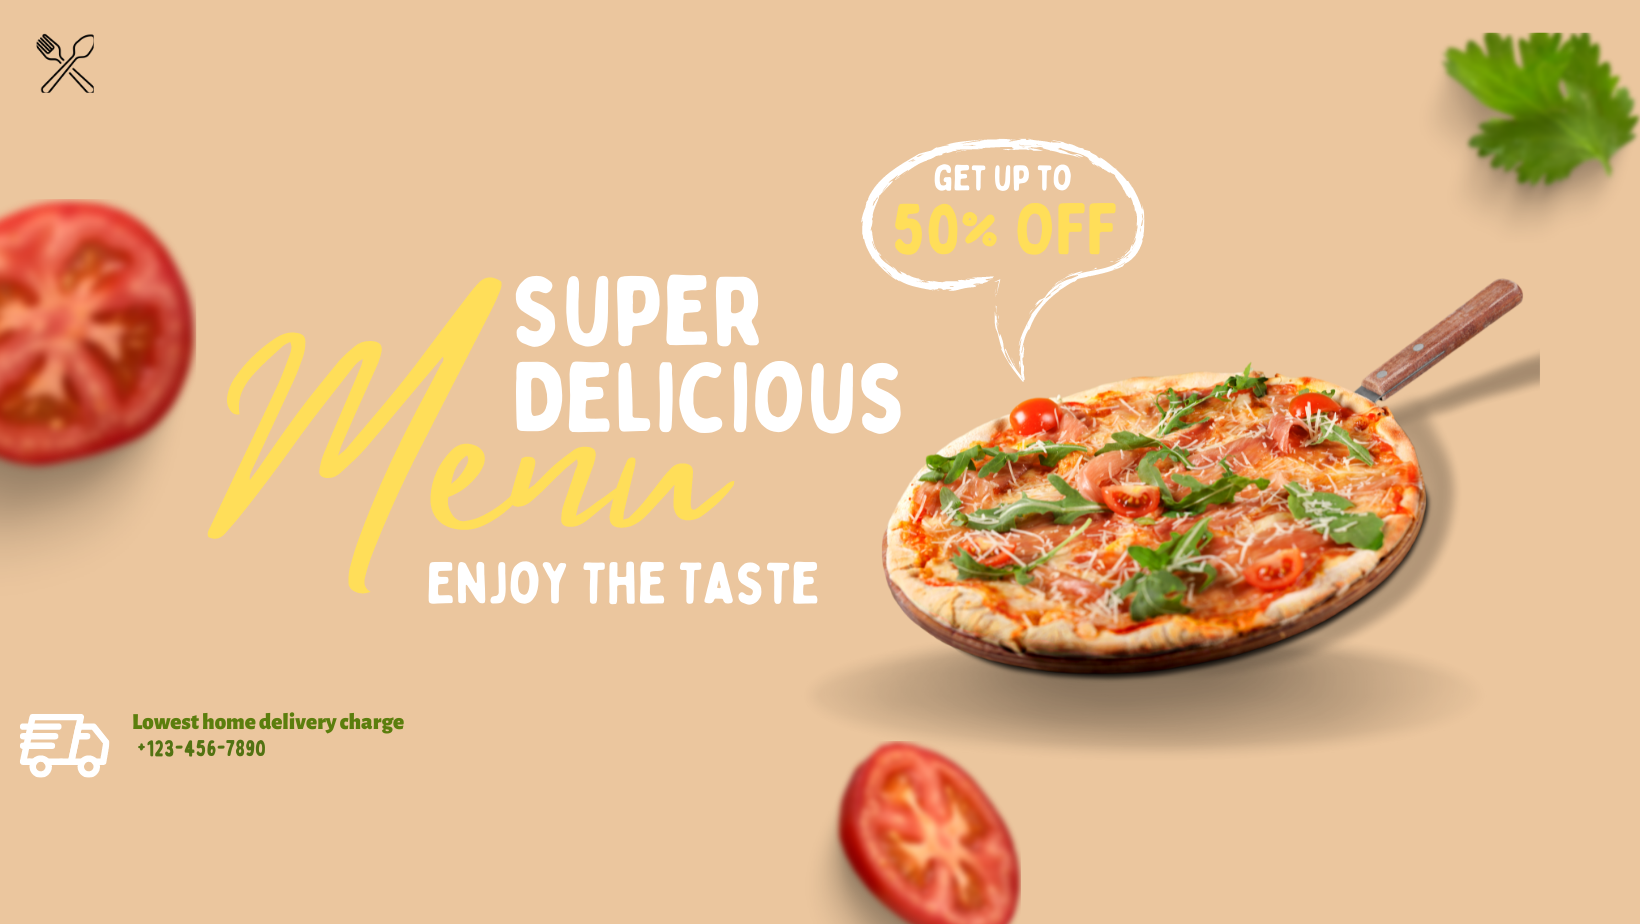 GET UP TO
50% OFF
SUPER
DELICIOUS
Menu
ENJOY THE TASTE
Lowest home delivery charge
+123-456-7890